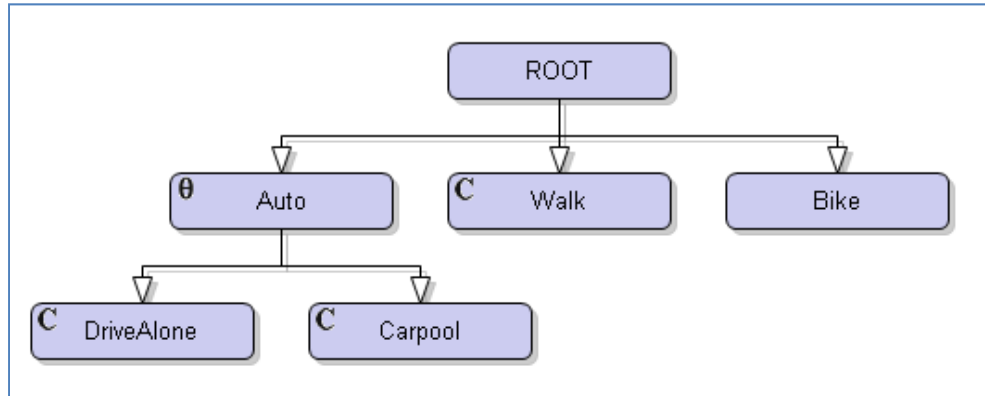 ROOT
θ Auto
C Walk
Bike
C DriveAlone
C Carpool